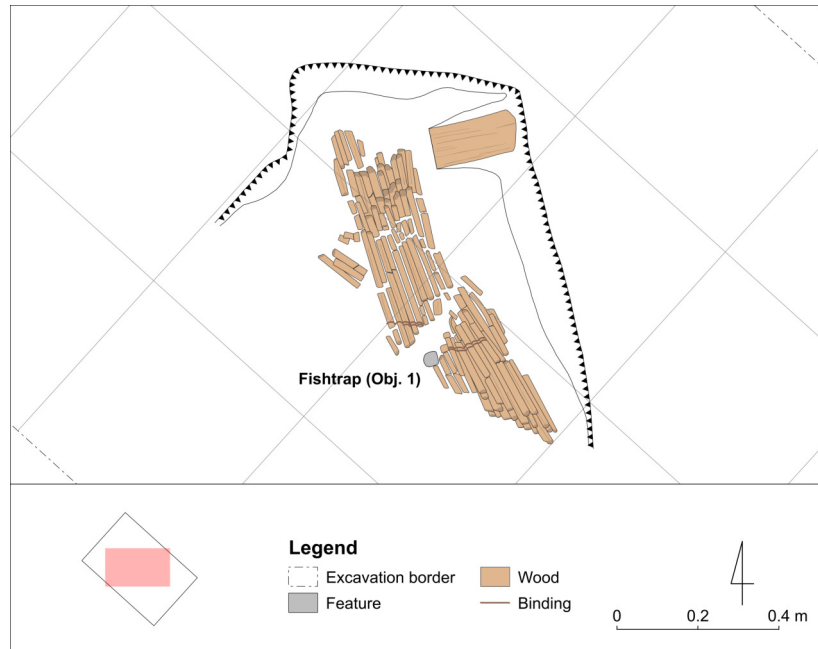 Fishtrap (Obj. 1)
Legend
Excavation border
Wood
Feature
Binding
0
0.2
0.4 m